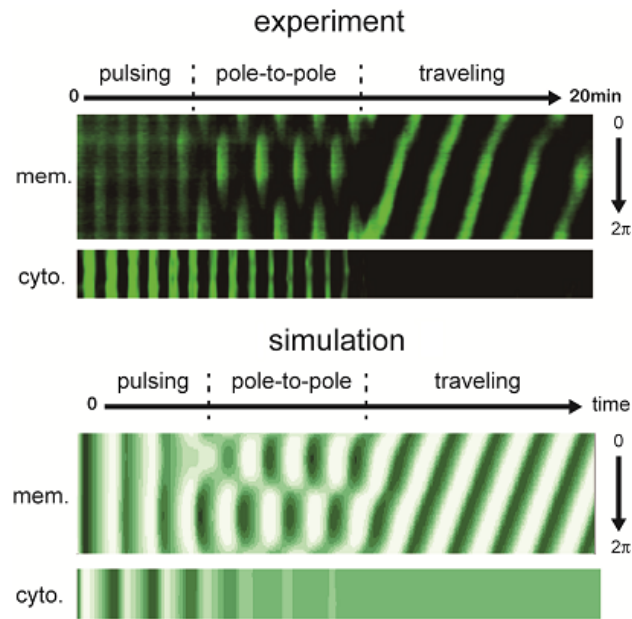 experiment
pulsing pole-to-pole traveling
0 20min
0
mem.
2π
cyto.
simulation
pulsing pole-to-pole traveling
0 time
0
mem.
2π
cyto.